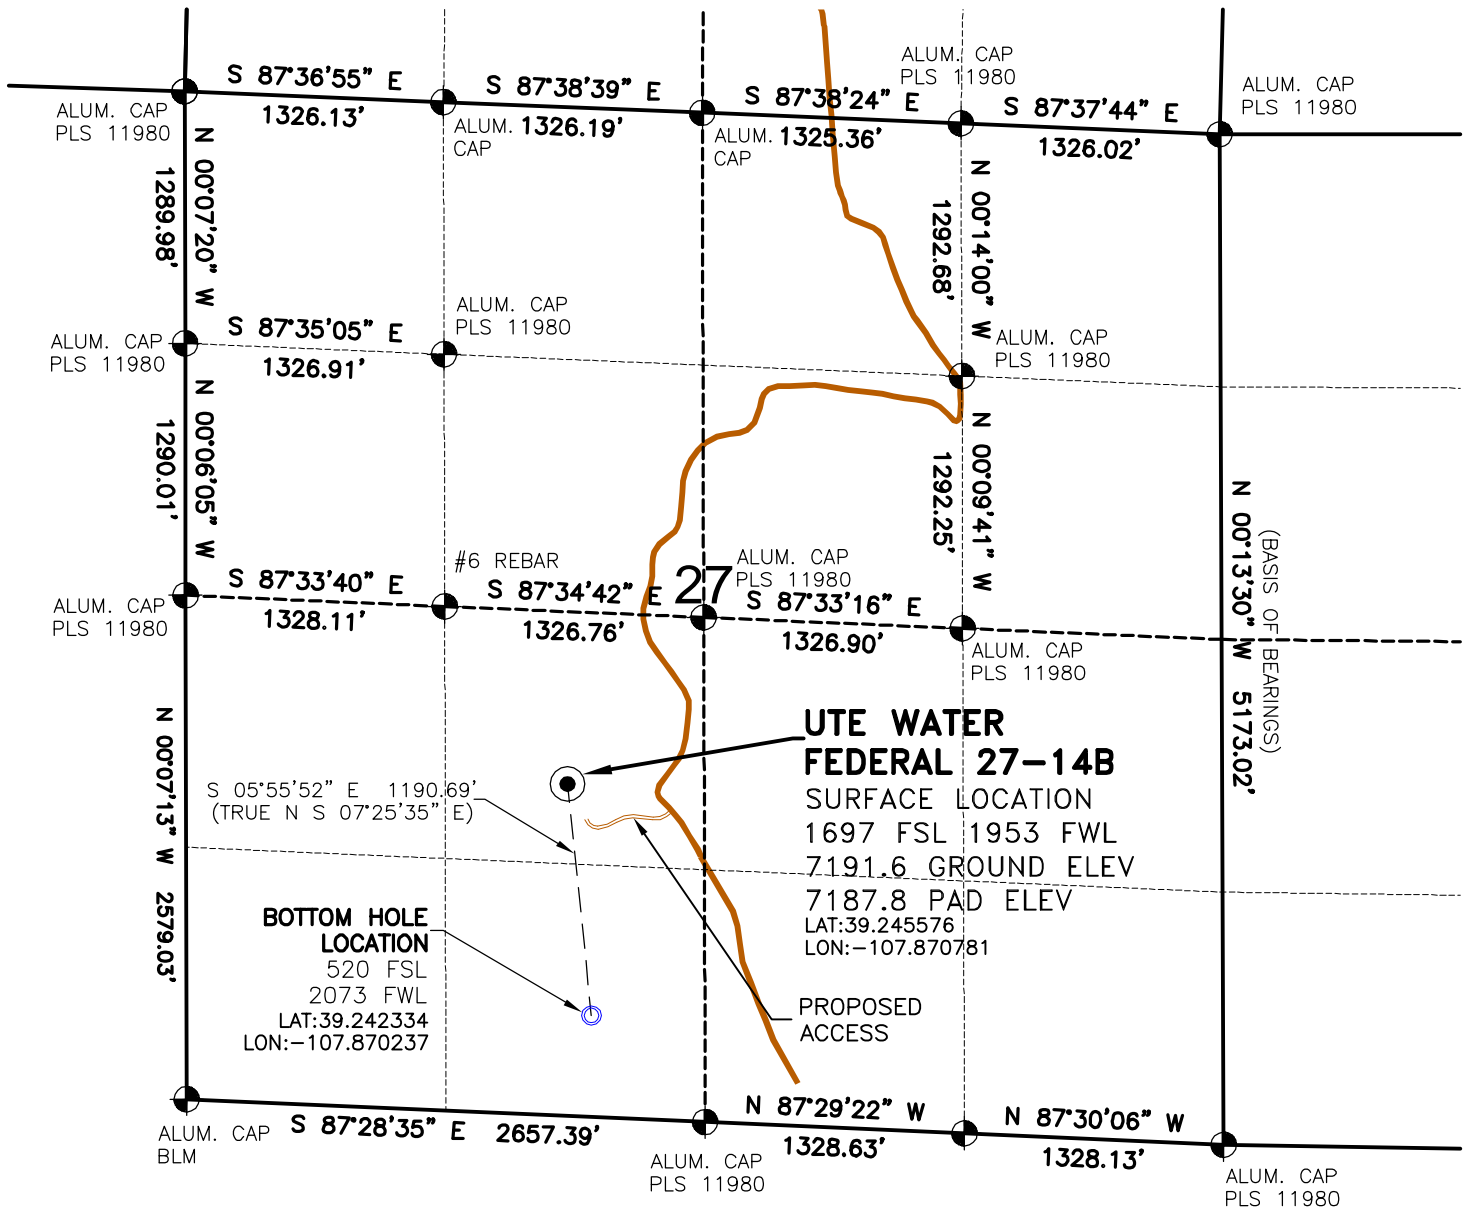 S 87°36'55" E
1326.13'
S 87°38'39" E
1326.19'
S 87°38'24" E
1325.36'
S 87°37'44" E
1326.02'
ALUM. CAP
PLS 11980
ALUM.
CAP
ALUM.
CAP
ALUM. CAP
PLS 11980
ALUM. CAP
PLS 11980
N 00°07'20" W
1289.98'
N 00°14'00" W
1292.68'
ALUM. CAP
PLS 11980
S 87°35'05" E
1326.91'
ALUM. CAP
PLS 11980
ALUM. CAP
PLS 11980
N 00°06'05" W
1290.01'
N 00°09'41" W
1292.25'
N 00°13'30" W 5173.02'
(BASIS OF BEARINGS)
ALUM. CAP
PLS 11980
S 87°33'40" E
1328.11'
#6 REBAR
S 87°34'42" E
1326.76'
27
ALUM. CAP
PLS 11980
S 87°33'16" E
1326.90'
ALUM. CAP
PLS 11980
N 00°07'13" W 2579.03'
UTE WATER
FEDERAL 27-14B
SURFACE LOCATION
1697 FSL 1953 FWL
7191.6 GROUND ELEV
7187.8 PAD ELEV
LAT:39.245576
LON:-107.870781
S 05°55'52" E 1190.69'
(TRUE N S 07°25'35" E)
BOTTOM HOLE
LOCATION
520 FSL
2073 FWL
LAT:39.242334
LON:-107.870237
PROPOSED
ACCESS
ALUM. CAP
BLM
S 87°28'35" E 2657.39'
ALUM. CAP
PLS 11980
N 87°29'22" W
1328.63'
N 87°30'06" W
1328.13'
ALUM. CAP
PLS 11980